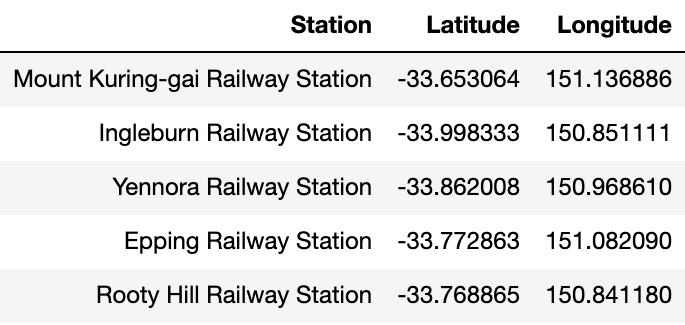 Station Latitude Longitude
Mount Kuring-gai Railway Station -33.653064 151.136886
Ingleburn Railway Station -33.998333 150.851111
Yennora Railway Station -33.862008 150.968610
Epping Railway Station -33.772863 151.082090
Rooty Hill Railway Station -33.768865 150.841180